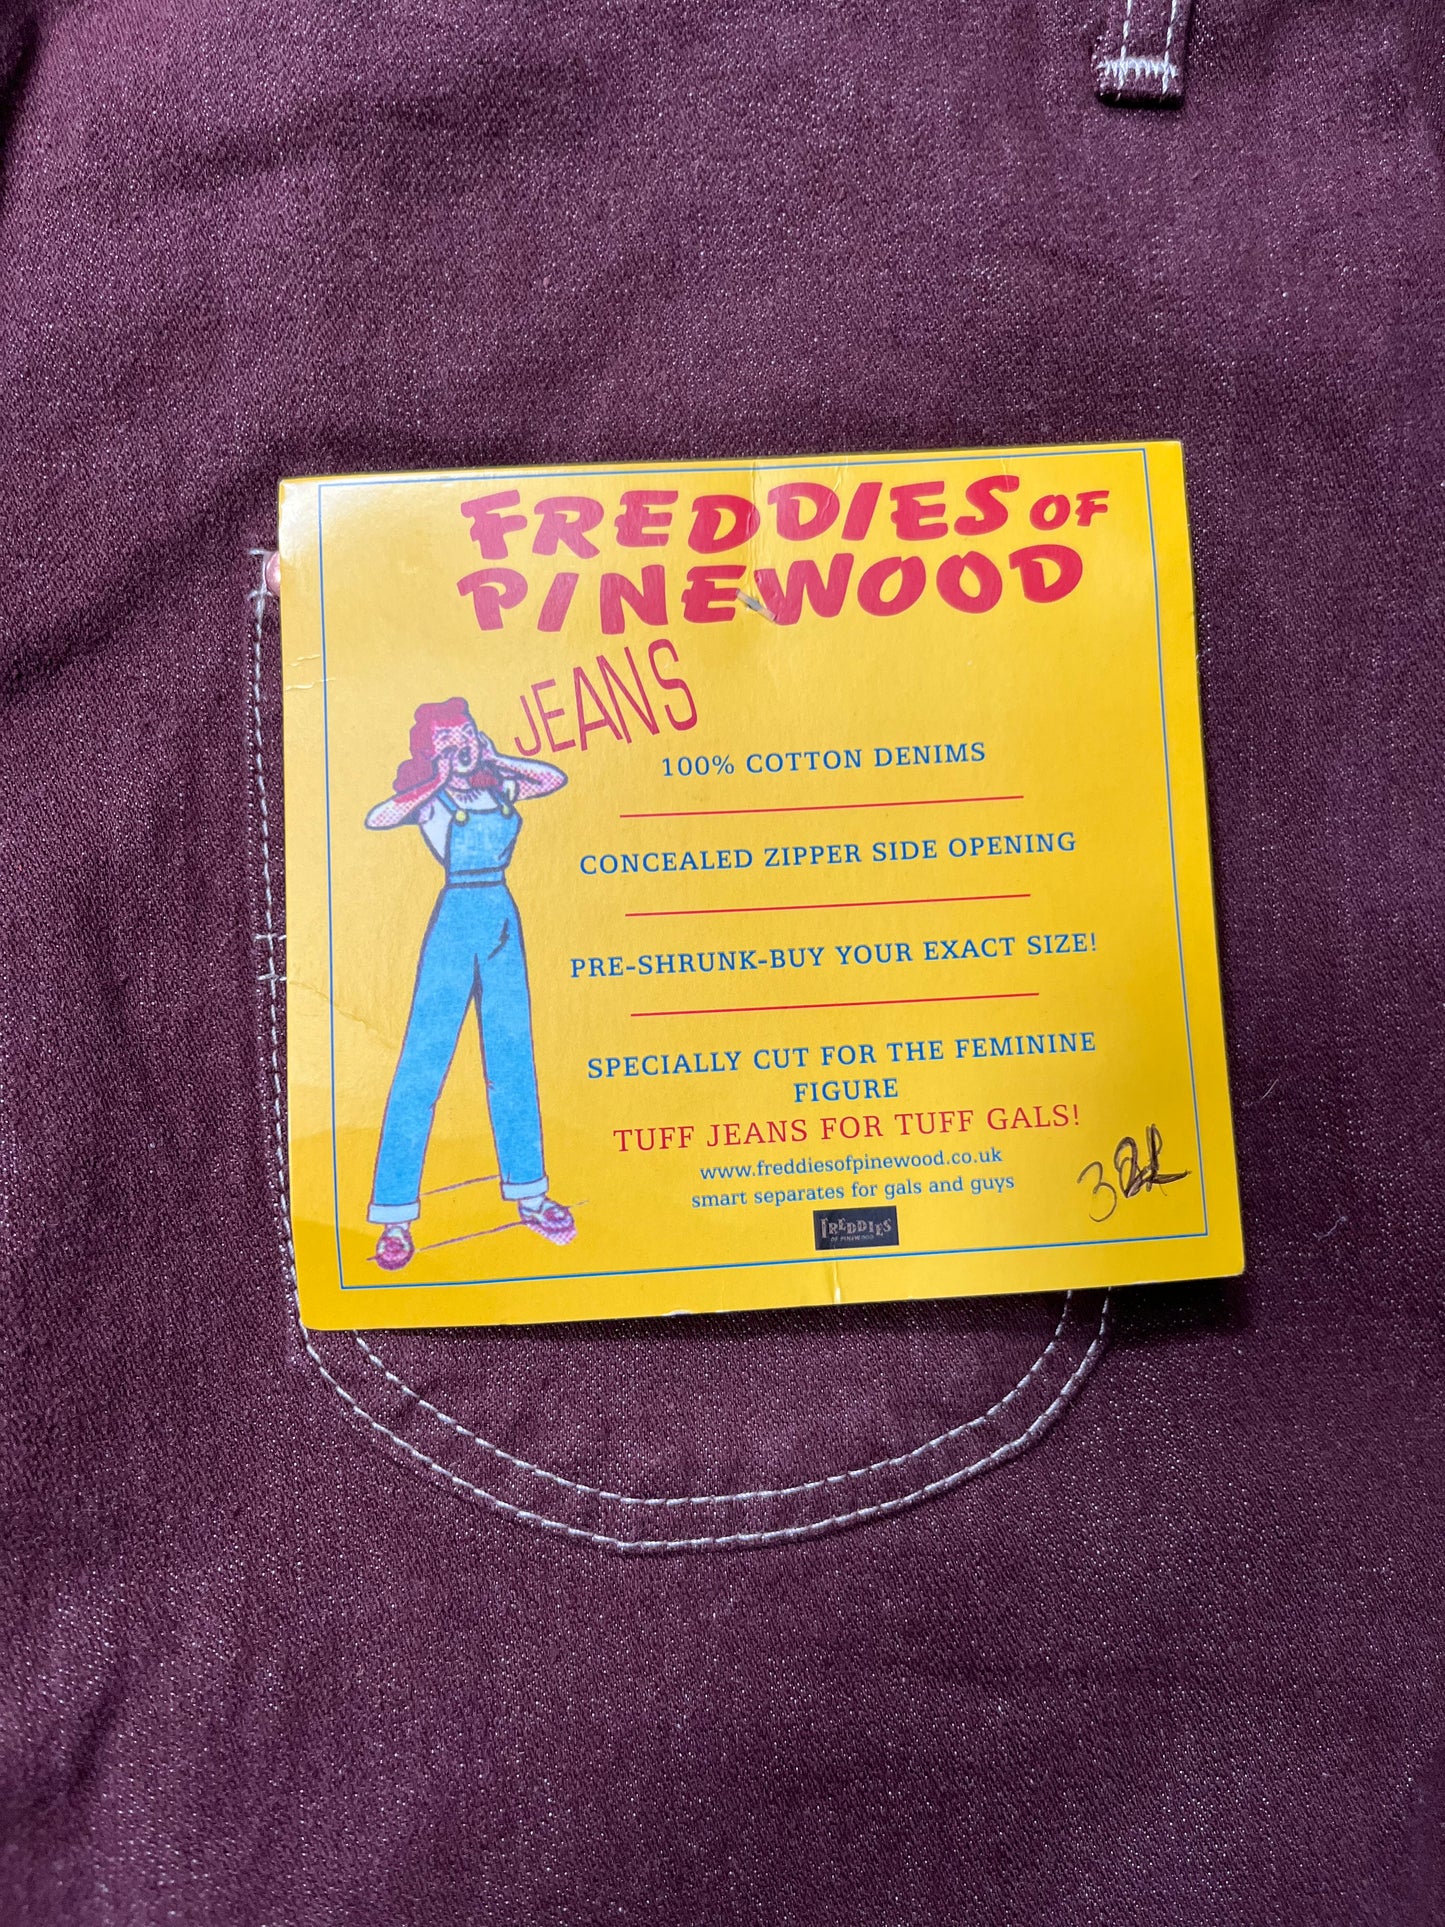 FREDDIES OF
PINEWOOD
JEANS
100% COTTON DENIMS
CONCEALED ZIPPER SIDE OPENING
PRE-SHRUNK-BUY YOUR EXACT SIZE!
SPECIALLY CUT FOR THE FEMININE
FIGURE
TUFF JEANS FOR TUFF GALS!
www.freddiesofpinewood.co.uk
smart separates for gals and guys
FREDDIES
OF PINEWOOD